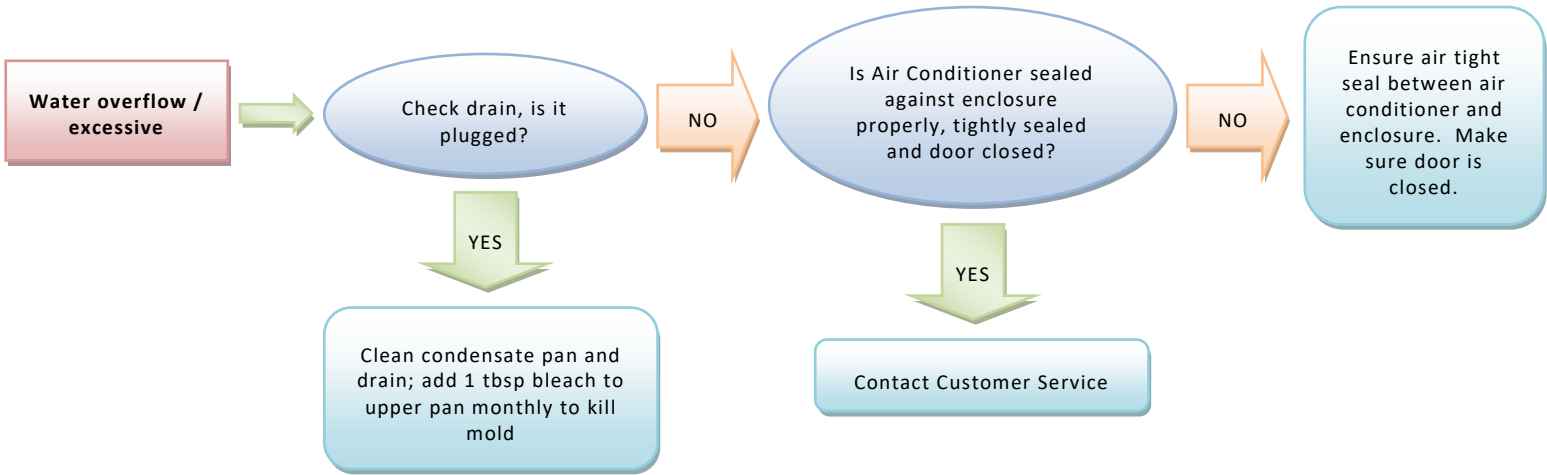 Water overflow /
excessive
Check drain, is it
plugged?
NO
Is Air Conditioner sealed
against enclosure
properly, tightly sealed
and door closed?
NO
Ensure air tight
seal between air
conditioner and
enclosure.  Make
sure door is
closed.
YES
YES
Clean condensate pan and
drain; add 1 tbsp bleach to
upper pan monthly to kill
mold
Contact Customer Service